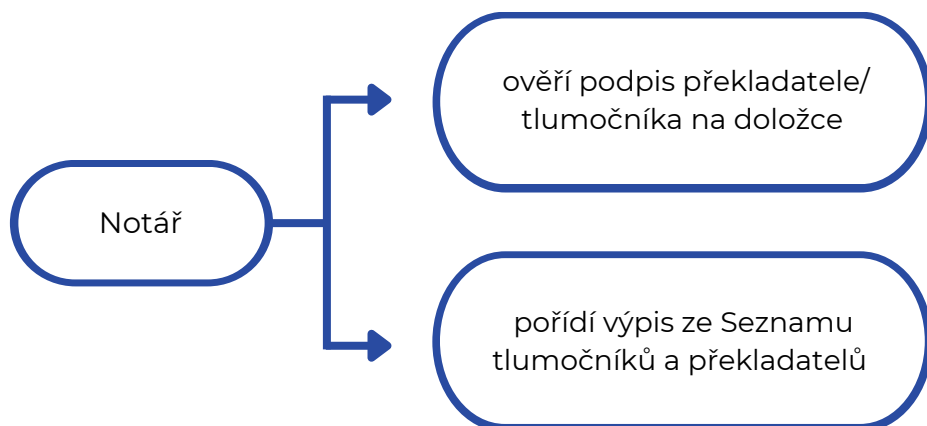 ověří podpis překladatele/
tlumočníka na doložce
Notář
pořídí výpis ze Seznamu
tlumočníků a překladatelů